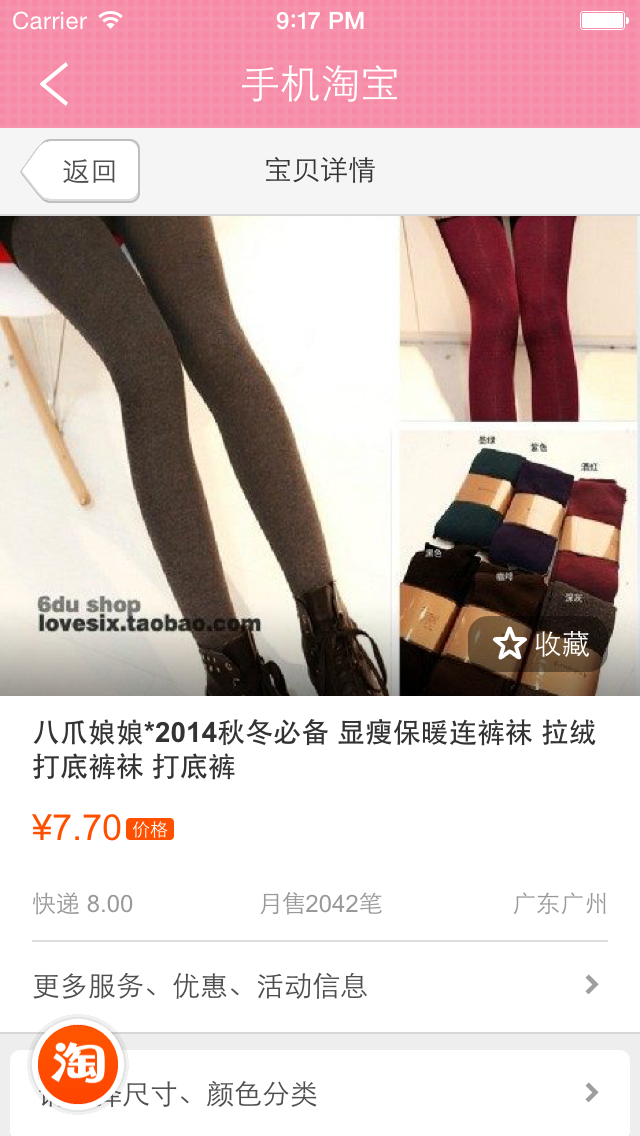 Carrier 9:17 PM
手机淘宝
返回 宝贝详情
墨绿 紫色 酒红
黑色 咖啡 深灰
6du shop
lovesix.taobao.com
收藏
八爪娘娘*2014秋冬必备 显瘦保暖连裤袜 拉绒
打底裤袜 打底裤
¥7.70 价格
快递 8.00 月售2042笔 广东广州
更多服务、优惠、活动信息
淘
尺寸、颜色分类